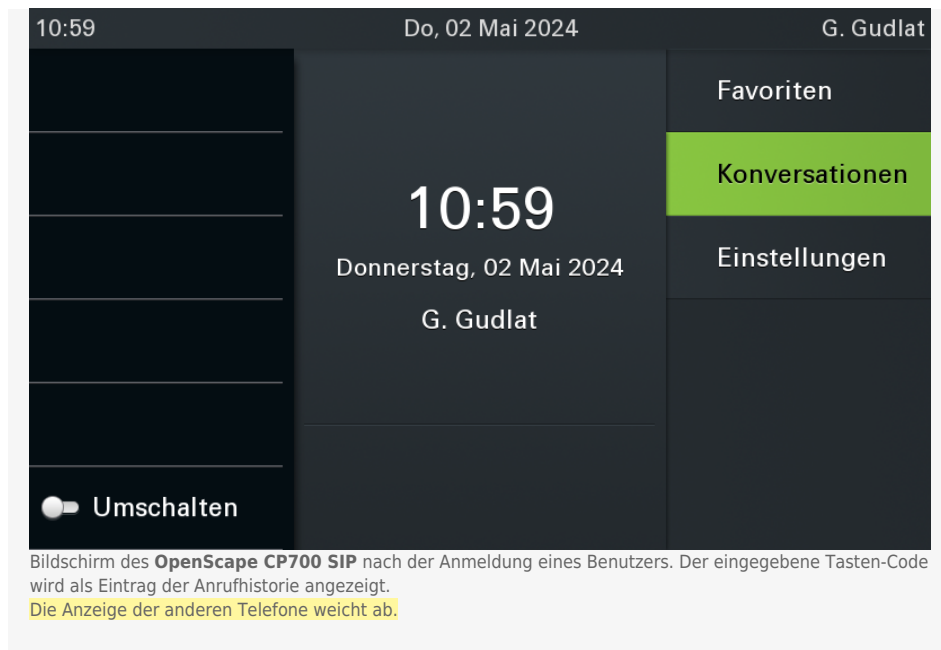 10:59 Do, 02 Mai 2024 G. Gudlat
Favoriten
Konversationen
10:59
Donnerstag, 02 Mai 2024
Einstellungen
G. Gudlat
Umschalten
Bildschirm des OpenScape CP700 SIP nach der Anmeldung eines Benutzers. Der eingegebene Tasten-Code
wird als Eintrag der Anrufhistorie angezeigt.
Die Anzeige der anderen Telefone weicht ab.